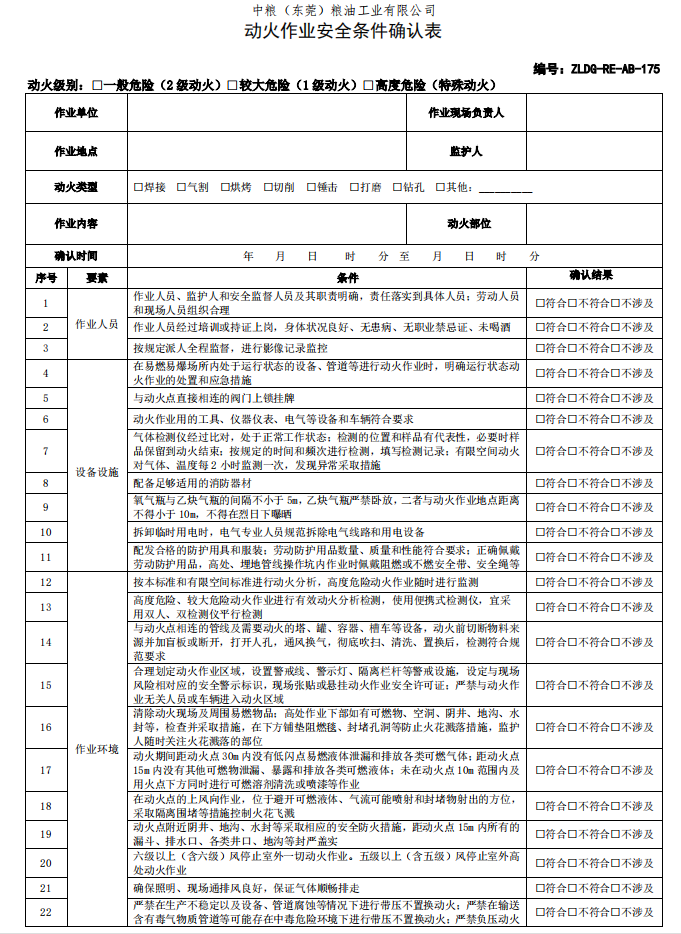 中粮（东莞）粮油工业有限公司
动火作业安全条件确认表
编号：ZLDG-RE-AB-175
动火级别：□一般危险（2级动火）□较大危险（1级动火）□高度危险（特殊动火）
作业单位 作业现场负责人
作业地点 监护人
动火类型 □焊接 □气割 □烘烤 □切削 □锤击 □打磨 □钻孔 □其他：__________
作业内容 动火部位
确认时间 年 月 日 时 分 至 月 日 时 分
序号 要素 条件 确认结果
作业人员
1 作业人员、监护人和安全监督人员及其职责明确，责任落实到具体人员；劳动人员
和现场人员组织合理 □符合□不符合□不涉及
2 作业人员经过培训或持证上岗，身体状况良好、无患病、无职业禁忌证、未喝酒 □符合□不符合□不涉及
3 按规定派人全程监督，进行影像记录监控 □符合□不符合□不涉及
设备设施
4 在易燃易爆场所内处于运行状态的设备、管道等进行动火作业时，明确运行状态动
火作业的处置和应急措施 □符合□不符合□不涉及
5 与动火点直接相连的阀门上锁挂牌 □符合□不符合□不涉及
6 动火作业用的工具、仪器仪表、电气等设备和车辆符合要求 □符合□不符合□不涉及
7 气体检测仪经过比对，处于正常工作状态；检测的位置和样品有代表性，必要时样
品保留到动火结束；按规定的时间和频次进行检测，填写检测记录；有限空间动火
对气体、温度每2小时监测一次，发现异常采取措施 □符合□不符合□不涉及
8 配备足够适用的消防器材 □符合□不符合□不涉及
9 氧气瓶与乙炔气瓶的间隔不小于5m，乙炔气瓶严禁卧放，二者与动火作业地点距离
不得小于10m，不得在烈日下曝晒 □符合□不符合□不涉及
10 拆卸临时用电时，电气专业人员规范拆除电气线路和用电设备 □符合□不符合□不涉及
11 配发合格的防护用具和服装；劳动防护用品数量、质量和性能符合要求；正确佩戴
劳动防护用品，高处、埋地管线操作坑内作业时佩戴阻燃或不燃安全带、安全绳等 □符合□不符合□不涉及
作业环境
12 按本标准和有限空间标准进行动火分析，高度危险动火作业随时进行监测 □符合□不符合□不涉及
13 高度危险、较大危险动火作业进行有效动火分析检测，使用便携式检测仪，宜采
用双人、双检测仪平行检测 □符合□不符合□不涉及
14 与动火点相连的管线及需要动火的塔、罐、容器、槽车等设备，动火前切断物料来
源并加盲板或断开，打开人孔，通风换气，彻底吹扫、清洗、置换后，检测符合规
范要求 □符合□不符合□不涉及
15 合理划定动火作业区域，设置警戒线、警示灯、隔离栏杆等警戒设施，设定与现场
风险相对应的安全警示标识，现场张贴或悬挂动火作业安全许可证；严禁与动火作
业无关人员或车辆进入动火区域 □符合□不符合□不涉及
16 清除动火现场及周围易燃物品；高处作业下部如有可燃物、空洞、阴井、地沟、水
封等，检查并采取措施，在下方铺垫阻燃毯、封堵孔洞等防止火花溅落措施，监护
人随时关注火花溅落的部位 □符合□不符合□不涉及
17 动火期间距动火点30m内没有低闪点易燃液体泄漏和排放各类可燃气体；距动火点
15m内没有其他可燃物泄漏、暴露和排放各类可燃液体；未在动火点10m范围内及
用火点下方同时进行可燃溶剂清洗或喷漆等作业 □符合□不符合□不涉及
18 在动火点的上风向作业，位于避开可燃液体、气流可能喷射和封堵物射出的方位，
采取隔离围堵等措施控制火花飞溅 □符合□不符合□不涉及
19 动火点附近阴井、地沟、水封等采取相应的安全防火措施，距动火点15m内所有的
漏斗、排水口、各类井口、地沟等封严盖实 □符合□不符合□不涉及
20 六级以上（含六级）风停止室外一切动火作业。五级以上（含五级）风停止室外高
处动火作业 □符合□不符合□不涉及
21 确保照明、现场通排风良好，保证气体顺畅排走 □符合□不符合□不涉及
22 严禁在生产不稳定以及设备、管道腐蚀等情况下进行带压不置换动火；严禁在输送
含有毒气物质管道等可能存在中毒危险环境下进行带压不置换动火；严禁负压动火 □符合□不符合□不涉及